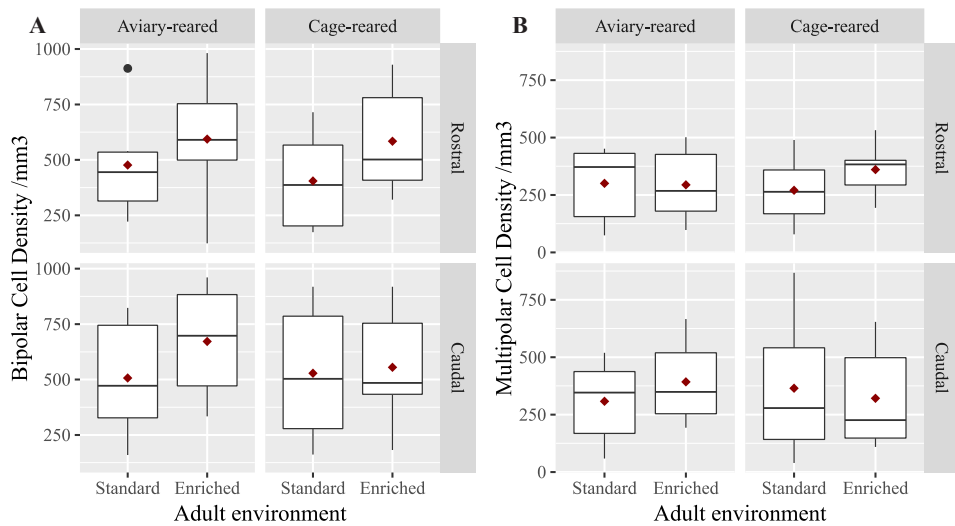 A
Aviary-reared
Cage-reared
Bipolar Cell Density /mm3
1000
750
500
250
Rostral
1000
750
500
250
Caudal
Standard
Enriched
Standard
Enriched
Adult environment
B
Aviary-reared
Cage-reared
Multipolar Cell Density /mm3
750
500
250
0
Rostral
750
500
250
0
Caudal
Standard
Enriched
Standard
Enriched
Adult environment